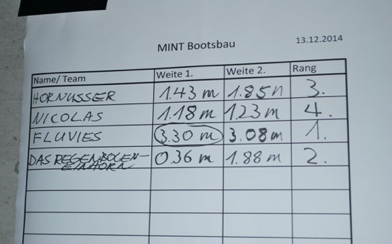 MINT Bootsbau 13.12.2014
Name/ Team Weite 1. Weite 2. Rang
HORNUSSER 1.43 m 1.85 m 3.
NICOLAS 1.18 m 1.23 m 4.
FLUVIES 3.30 m 3.08 m 1.
DAS REGENBOGEN- 0.36 m 1.88 m 2.
EINHORN